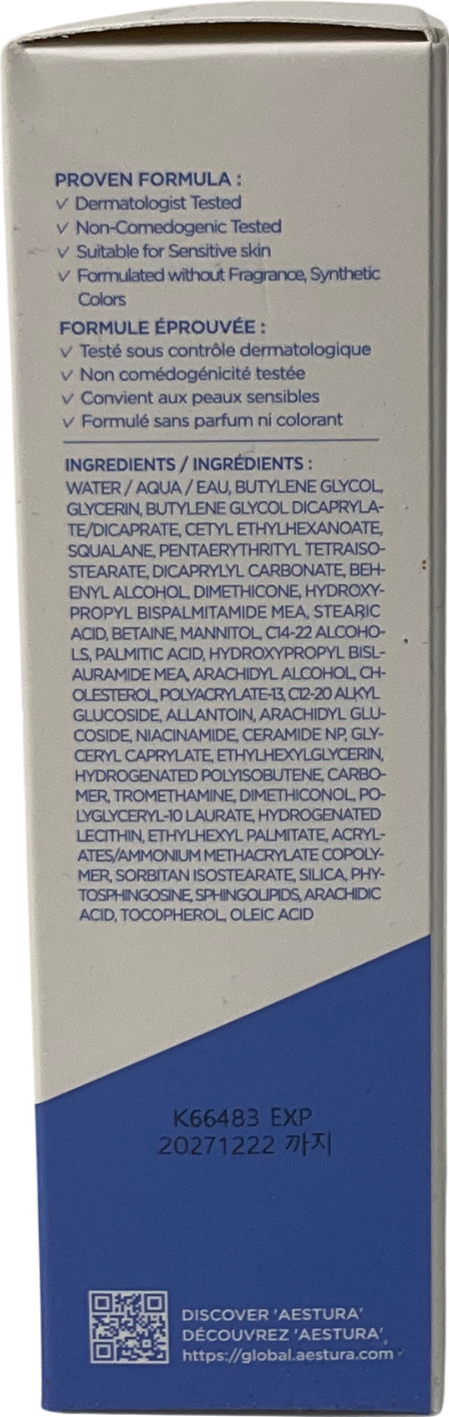 PROVEN FORMULA :
✓ Dermatologist Tested
✓ Non-Comedogenic Tested
✓ Suitable for Sensitive skin
✓ Formulated without Fragrance, Synthetic
Colors
FORMULE ÉPROUVÉE :
✓ Testé sous contrôle dermatologique
✓ Non comédogénicité testée
✓ Convient aux peaux sensibles
✓ Formulé sans parfum ni colorant
INGREDIENTS / INGRÉDIENTS :
WATER / AQUA / EAU, BUTYLENE GLYCOL,
GLYCERIN, BUTYLENE GLYCOL DICAPRYLA-
TE/DICAPRATE, CETYL ETHYLHEXANOATE,
SQUALANE, PENTAERYTHRITYL TETRAISO-
STEARATE, DICAPRYLYL CARBONATE, BEH-
ENYL ALCOHOL, DIMETHICONE, HYDROXY-
PROPYL BISPALMITAMIDE MEA, STEARIC
ACID, BETAINE, MANNITOL, C14-22 ALCOHO-
LS, PALMITIC ACID, HYDROXYPROPYL BISL-
AURAMIDE MEA, ARACHIDYL ALCOHOL, CH-
OLESTEROL, POLYACRYLATE-13, C12-20 ALKYL
GLUCOSIDE, ALLANTOIN, ARACHIDYL GLU-
COSIDE, NIACINAMIDE, CERAMIDE NP, GLY-
CERYL CAPRYLATE, ETHYLHEXYLGLYCERIN,
HYDROGENATED POLYISOBUTENE, CARBO-
MER, TROMETHAMINE, DIMETHICONOL, PO-
LYGLYCERYL-10 LAURATE, HYDROGENATED
LECITHIN, ETHYLHEXYL PALMITATE, ACRYL-
ATES/AMMONIUM METHACRYLATE COPOLY-
MER, SORBITAN ISOSTEARATE, SILICA, PHY-
TOSPHINGOSINE, SPHINGOLIPIDS, ARACHIDIC
ACID, TOCOPHEROL, OLEIC ACID
K66483 EXP
20271222 까지
DISCOVER 'AESTURA'
DÉCOUVREZ 'AESTURA'
https://global.aestura.com